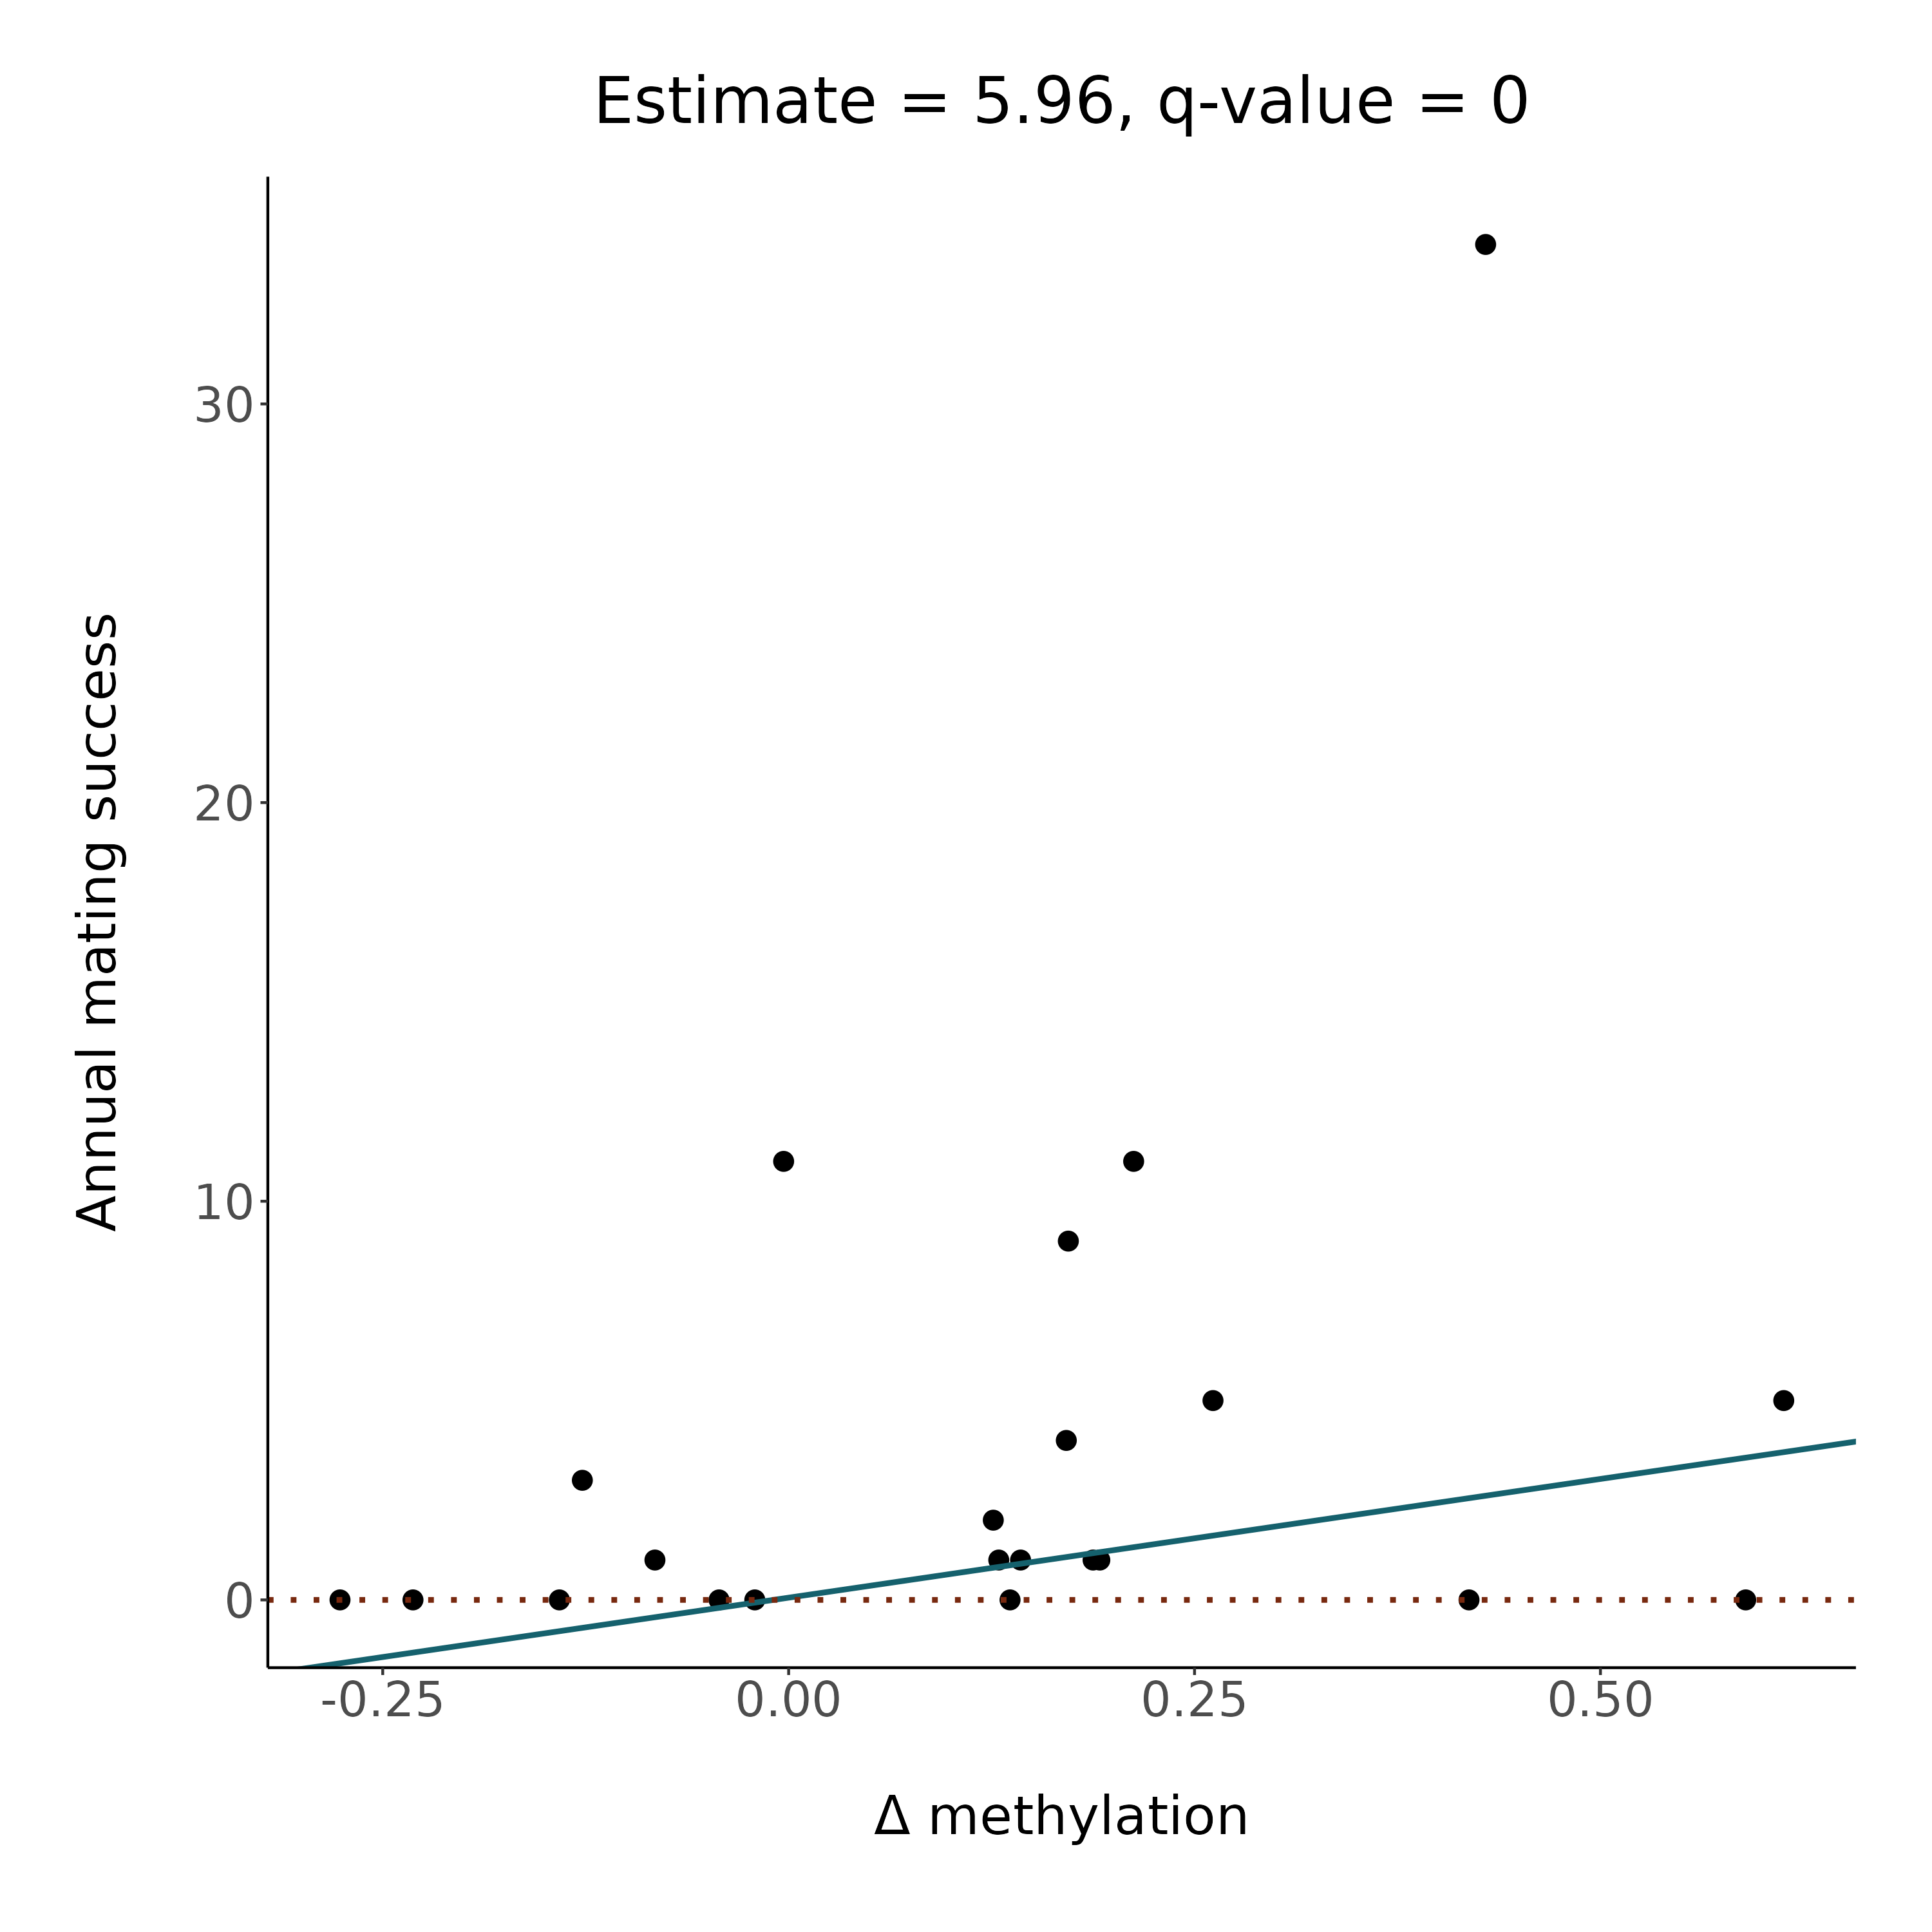 Estimate = 5.96, q-value = 0
Annual mating success
30
20
10
0
-0.25
0.00
0.25
0.50
Δ methylation